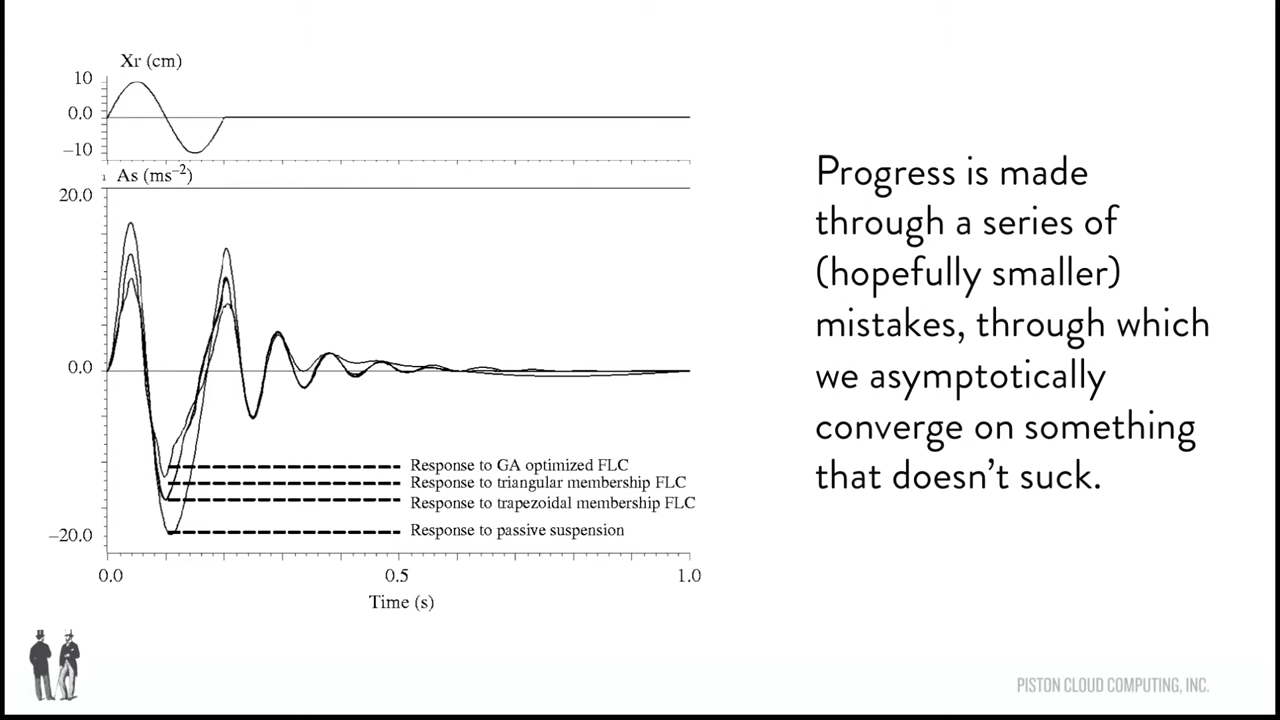 Xr (cm)
10
0.0
−10
1 As (ms⁻²)
20.0
0.0
−20.0
Response to GA optimized FLC
Response to triangular membership FLC
Response to trapezoidal membership FLC
Response to passive suspension
0.0 0.5 1.0
Time (s)
Progress is made
through a series of
(hopefully smaller)
mistakes, through which
we asymptotically
converge on something
that doesn’t suck.
PISTON CLOUD COMPUTING, INC.